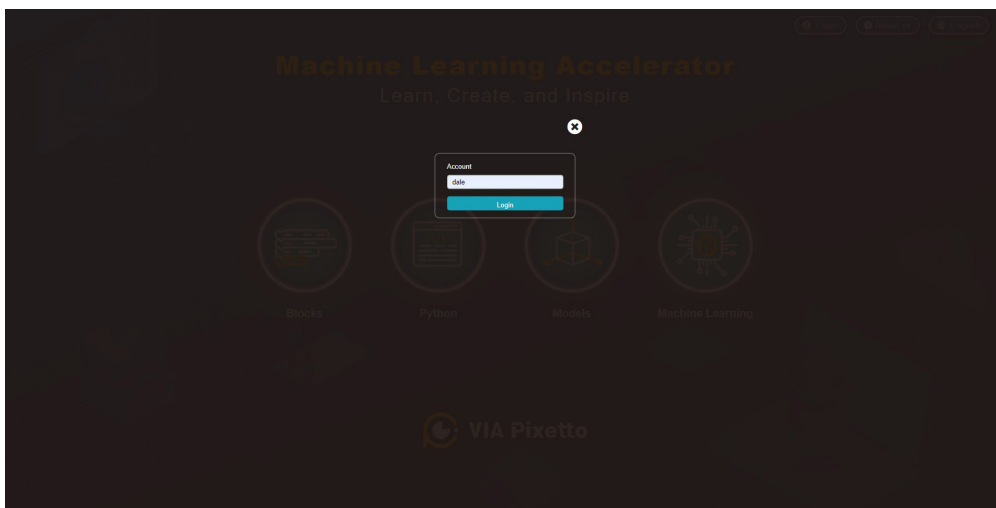 Machine Learning Accelerator
Learn, Create, and Inspire
Account
dale
Login
Blocks
Python
Models
Machine Learning
VIA Pixetto